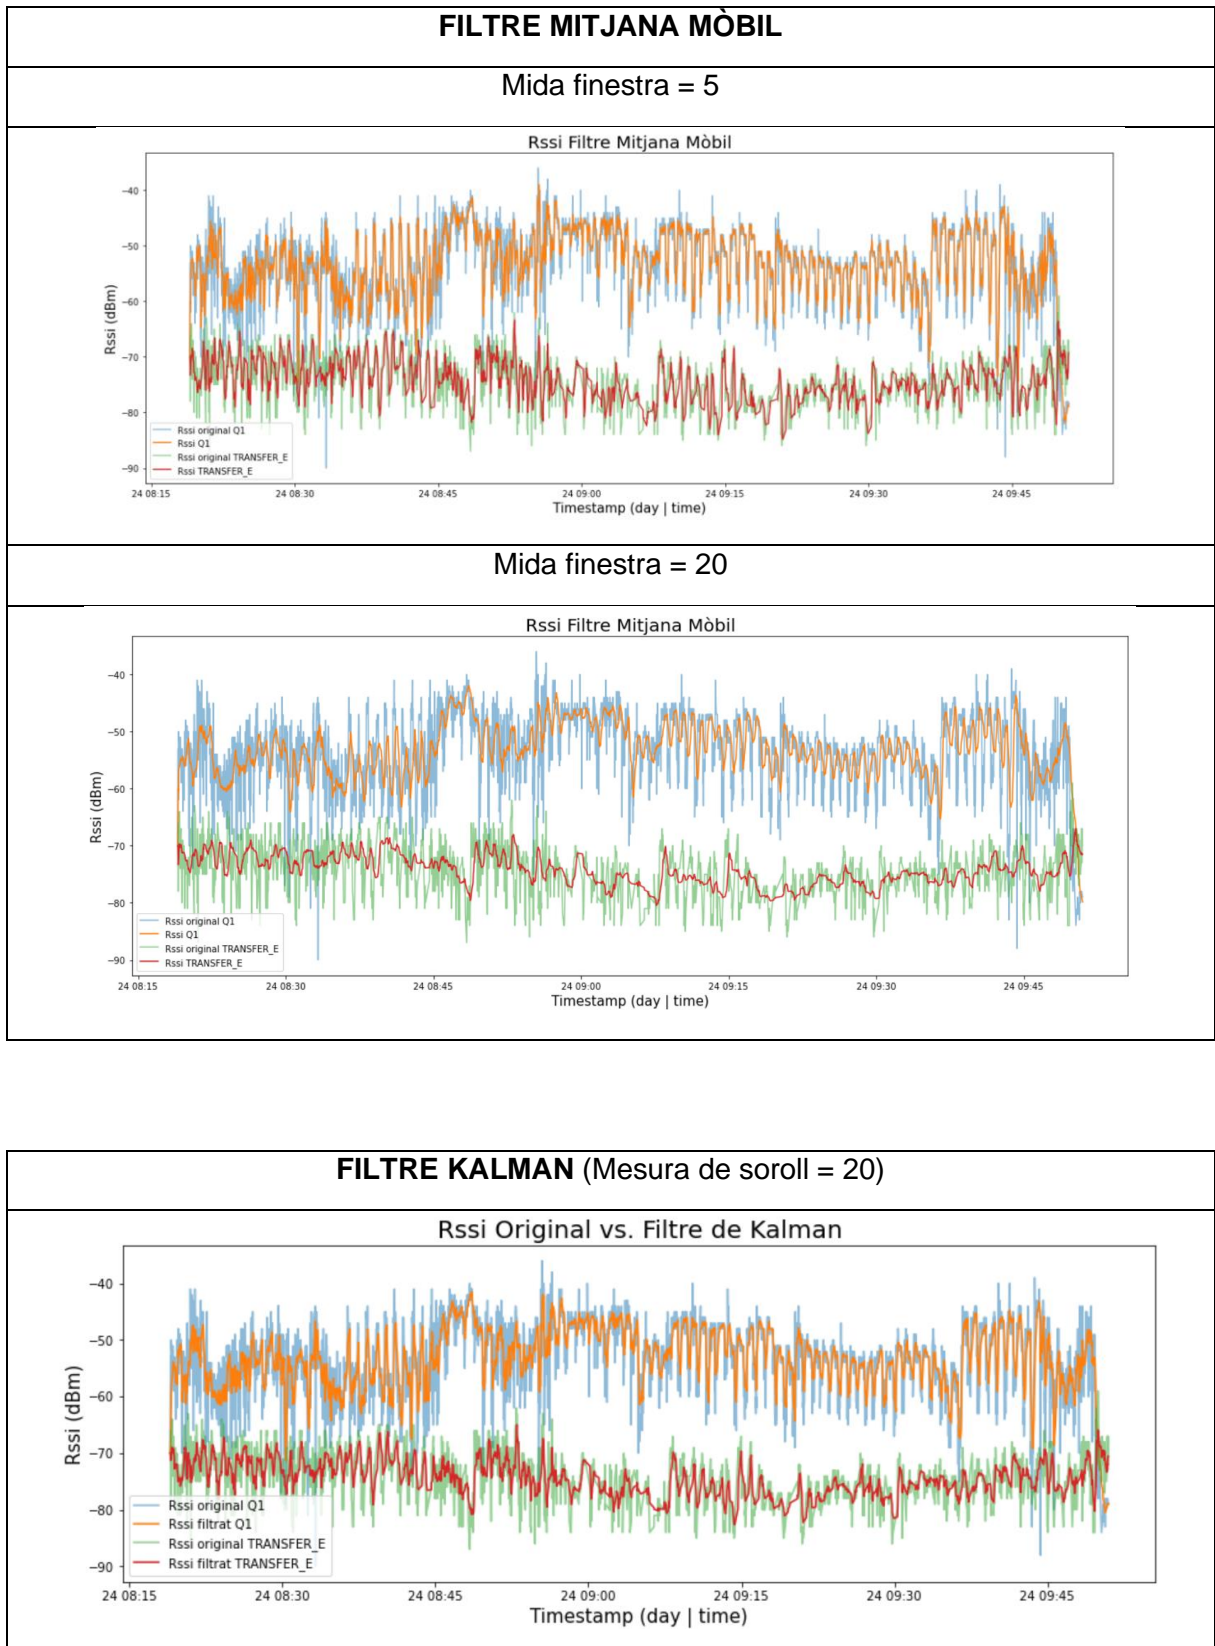 FILTRE MITJANA MÒBIL
Mida finestra = 5
Rssi Filtre Mitjana Mòbil
−40
−50
−60
−70
−80
−90
Rssi (dBm)
Rssi original Q1
Rssi Q1
Rssi original TRANSFER_E
Rssi TRANSFER_E
24 08:15 24 08:30 24 08:45 24 09:00 24 09:15 24 09:30 24 09:45
Timestamp (day | time)
Mida finestra = 20
Rssi Filtre Mitjana Mòbil
−40
−50
−60
−70
−80
−90
Rssi (dBm)
Rssi original Q1
Rssi Q1
Rssi original TRANSFER_E
Rssi TRANSFER_E
24 08:15 24 08:30 24 08:45 24 09:00 24 09:15 24 09:30 24 09:45
Timestamp (day | time)
FILTRE KALMAN (Mesura de soroll = 20)
Rssi Original vs. Filtre de Kalman
−40
−50
−60
−70
−80
−90
Rssi (dBm)
Rssi original Q1
Rssi filtrat Q1
Rssi original TRANSFER_E
Rssi filtrat TRANSFER_E
24 08:15 24 08:30 24 08:45 24 09:00 24 09:15 24 09:30 24 09:45
Timestamp (day | time)